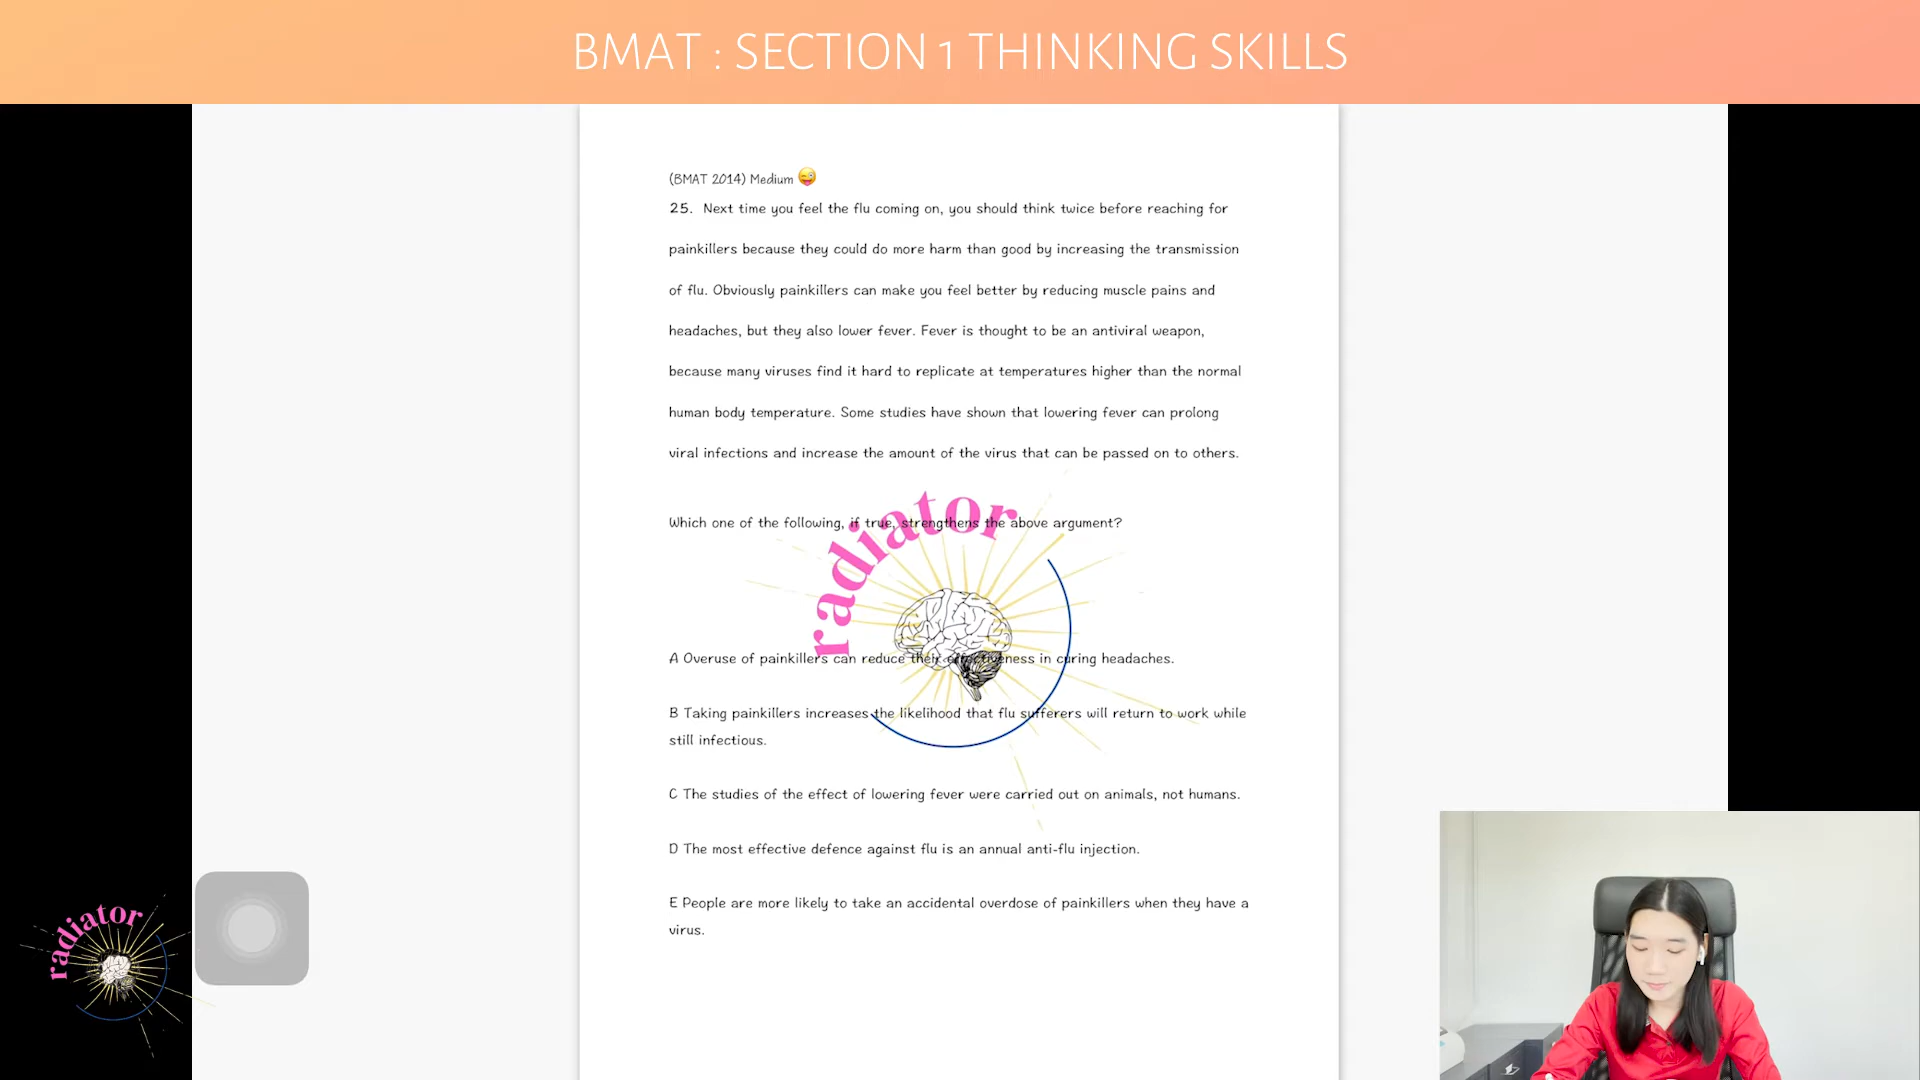 BMAT : SECTION 1 THINKING SKILLS
(BMAT 2014) Medium 😜
25. Next time you feel the flu coming on, you should think twice before reaching for
painkillers because they could do more harm than good by increasing the transmission
of flu. Obviously painkillers can make you feel better by reducing muscle pains and
headaches, but they also lower fever. Fever is thought to be an antiviral weapon,
because many viruses find it hard to replicate at temperatures higher than the normal
human body temperature. Some studies have shown that lowering fever can prolong
viral infections and increase the amount of the virus that can be passed on to others.
Which one of the following, if true, strengthens the above argument?
radiator
A Overuse of painkillers can reduce their effectiveness in curing headaches.
B Taking painkillers increases the likelihood that flu sufferers will return to work while
still infectious.
C The studies of the effect of lowering fever were carried out on animals, not humans.
D The most effective defence against flu is an annual anti-flu injection.
E People are more likely to take an accidental overdose of painkillers when they have a
virus.
radiator